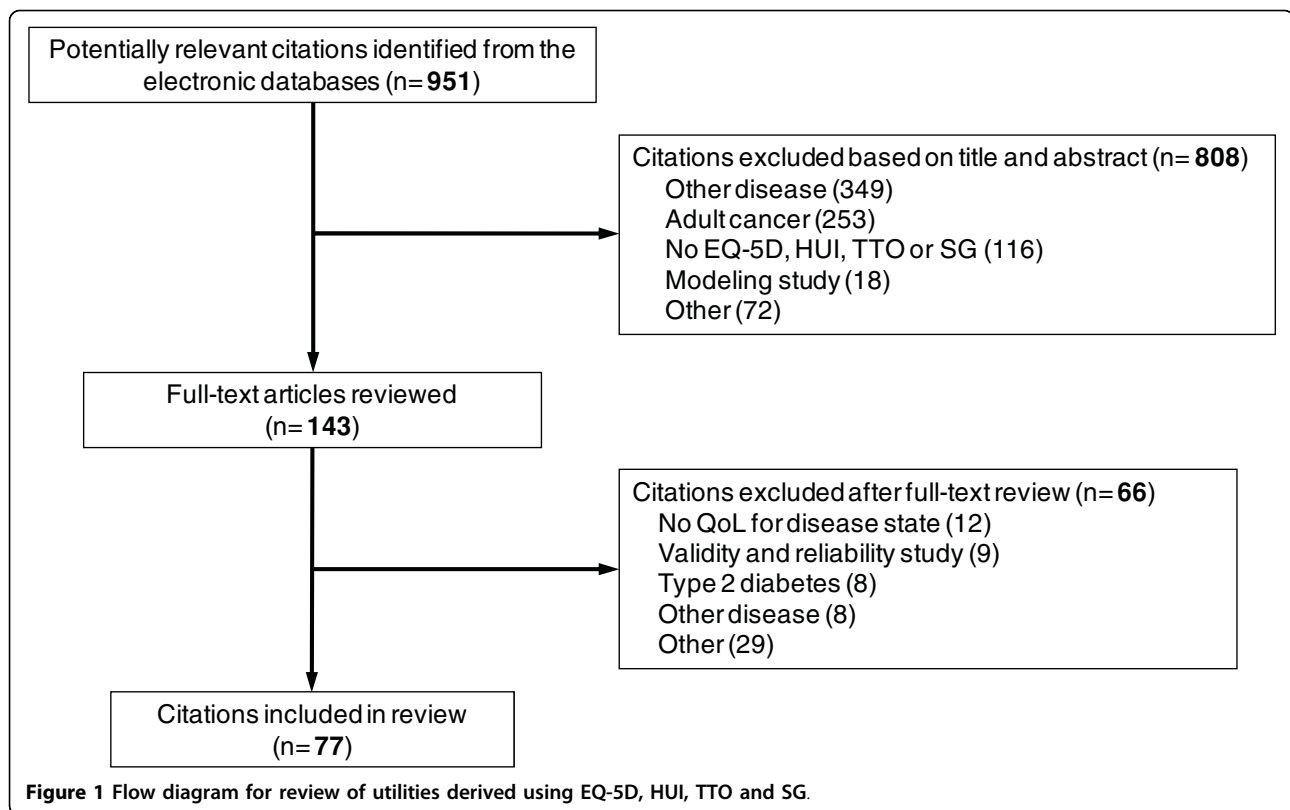 Potentially relevant citations identified from the
electronic databases (n=951)
Citations excluded based on title and abstract (n=808)
Other disease (349)
Adult cancer (253)
No EQ-5D, HUI, TTO or SG (116)
Modeling study (18)
Other (72)
Full-text articles reviewed
(n=143)
Citations excluded after full-text review (n=66)
No QoL for disease state (12)
Validity and reliability study (9)
Type 2 diabetes (8)
Other disease (8)
Other (29)
Citations included in review
(n=77)
Figure 1 Flow diagram for review of utilities derived using EQ-5D, HUI, TTO and SG.